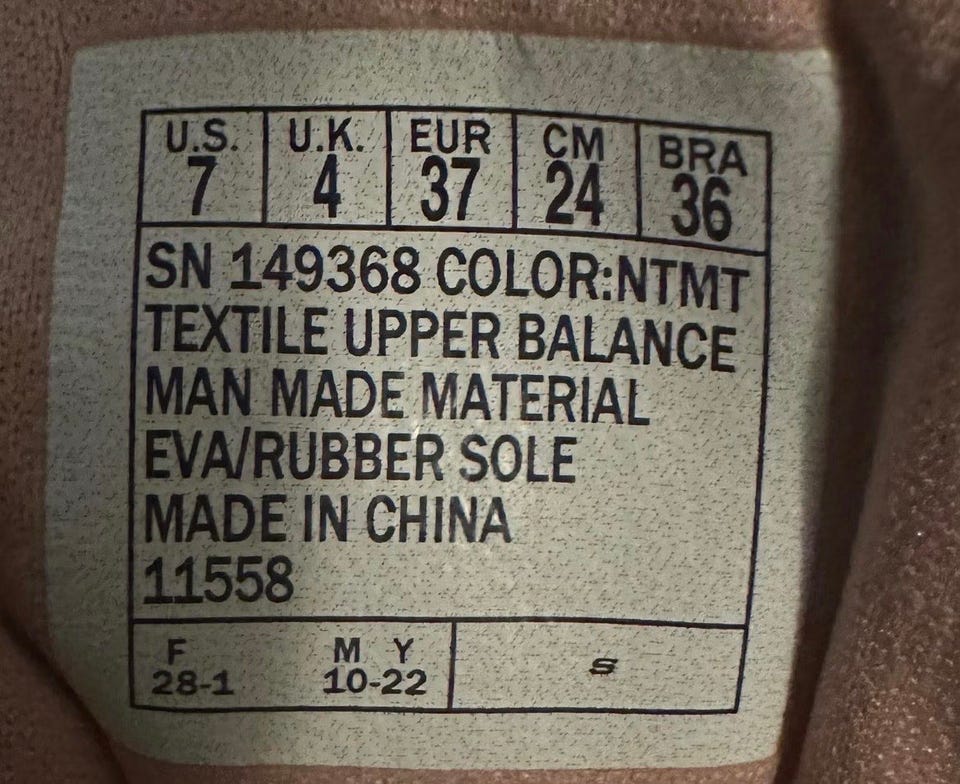 U.S. U.K. EUR CM BRA
7 4 37 24 36
SN 149368 COLOR:NTMT
TEXTILE UPPER BALANCE
MAN MADE MATERIAL
EVA/RUBBER SOLE
MADE IN CHINA
11558
F M Y
28-1 10-22 S